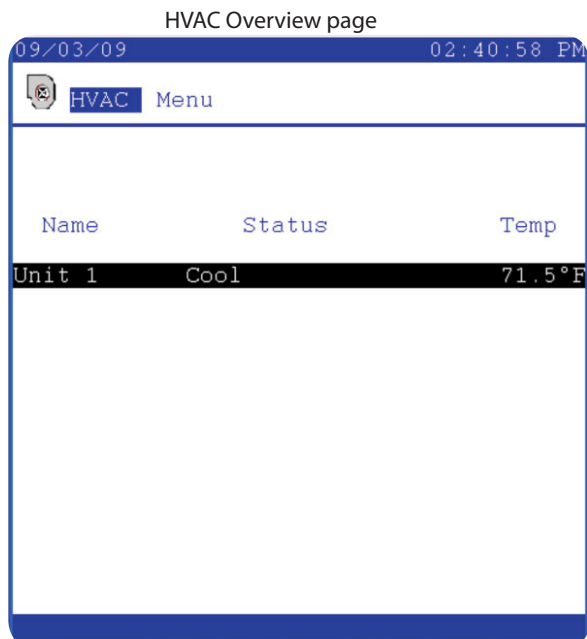 HVAC Overview page
09/03/09 02:40:58 PM
HVAC Menu
Name Status Temp
Unit 1 Cool 71.5°F